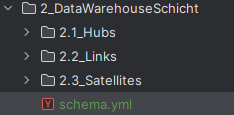 2_DataWarehouseSchicht
2.1_Hubs
2.2_Links
2.3_Satellites
schema.yml